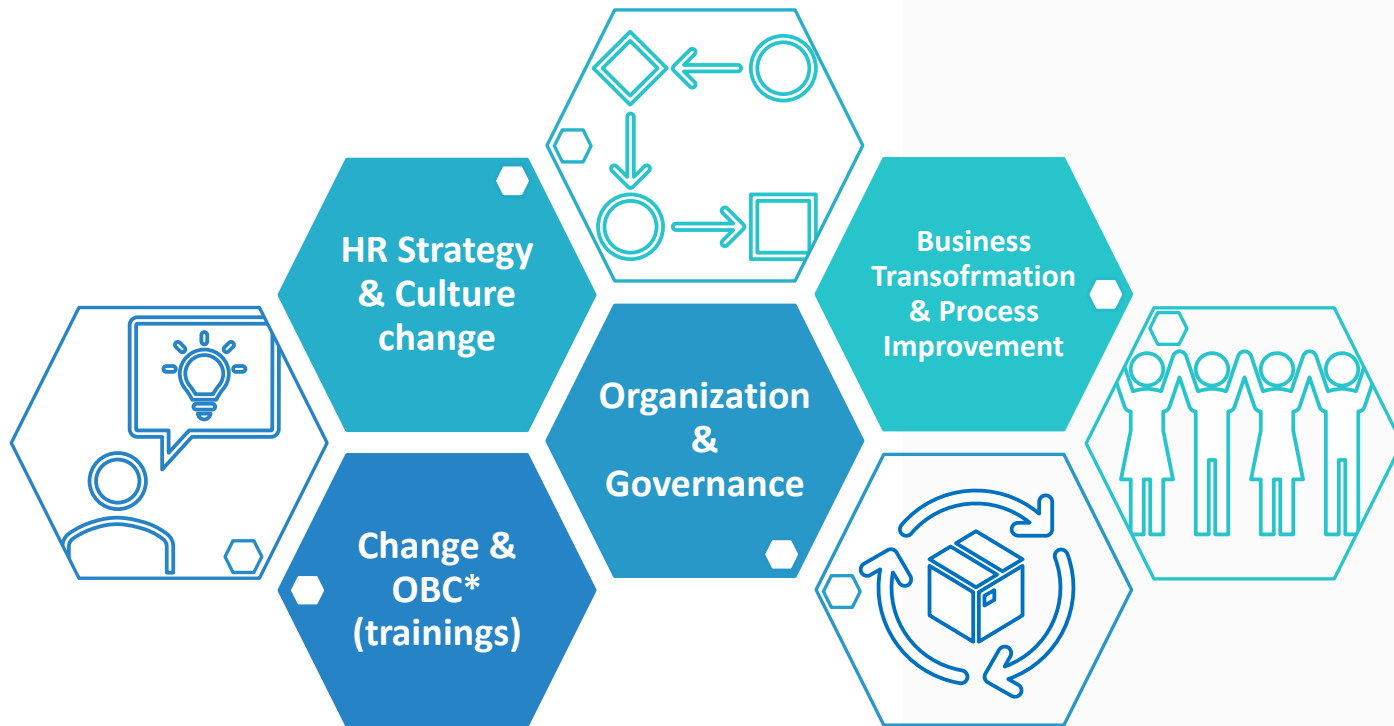 HR Strategy
& Culture
change
Business
Transofrmation
& Process
Improvement
Organization
&
Governance
Change &
OBC*
(trainings)